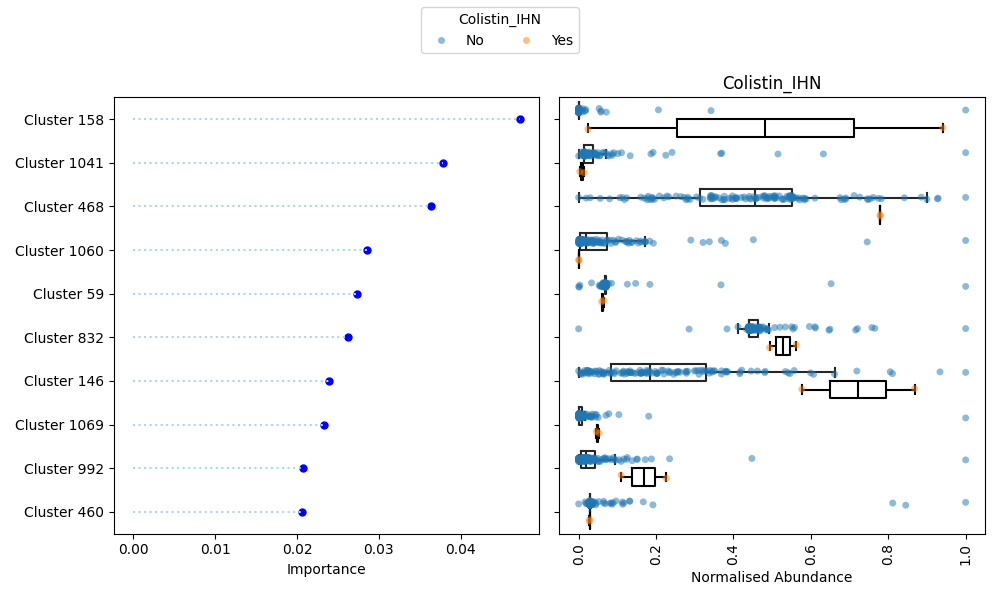 Colistin_IHN
No Yes
Colistin_IHN
Cluster 158
Cluster 1041
Cluster 468
Cluster 1060
Cluster 59
Cluster 832
Cluster 146
Cluster 1069
Cluster 992
Cluster 460
0.00 0.01 0.02 0.03 0.04
Importance
0.0 0.2 0.4 0.6 0.8 1.0
Normalised Abundance